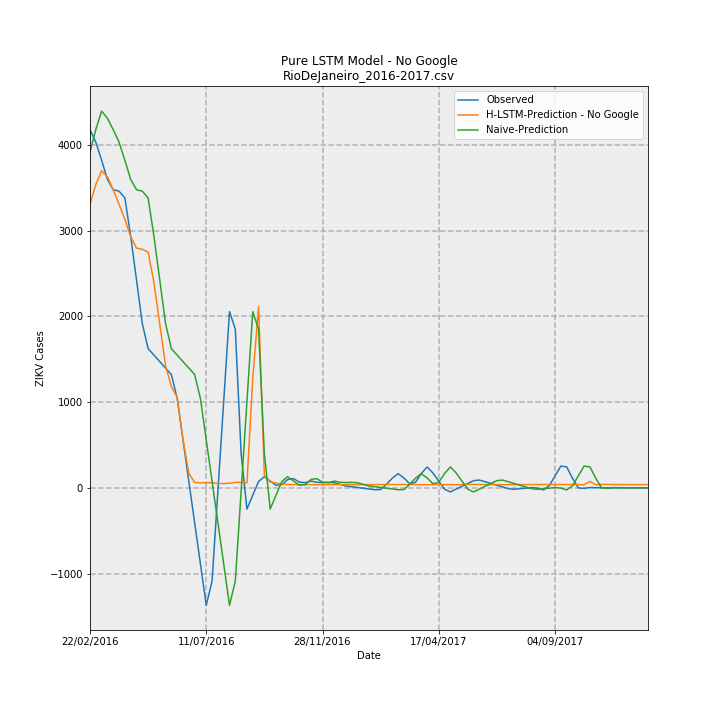 Pure LSTM Model - No Google
RioDeJaneiro_2016-2017.csv
Observed
H-LSTM-Prediction - No Google
Naive-Prediction
ZIKV Cases
4000
3000
2000
1000
0
−1000
22/02/2016
11/07/2016
28/11/2016
17/04/2017
04/09/2017
Date